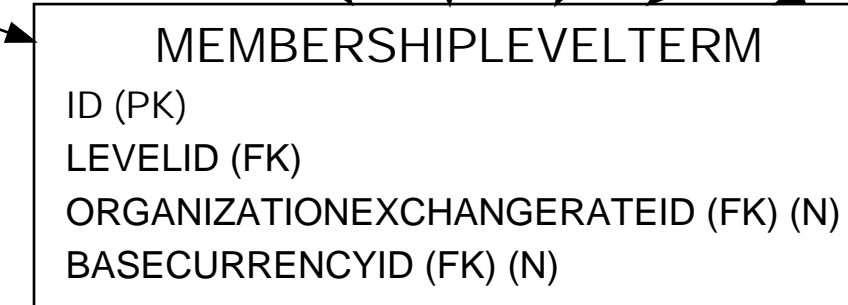 MEMBERSHIPLEVELTERM
ID (PK)
LEVELID (FK)
ORGANIZATIONEXCHANGERATEID (FK) (N)
BASECURRENCYID (FK) (N)